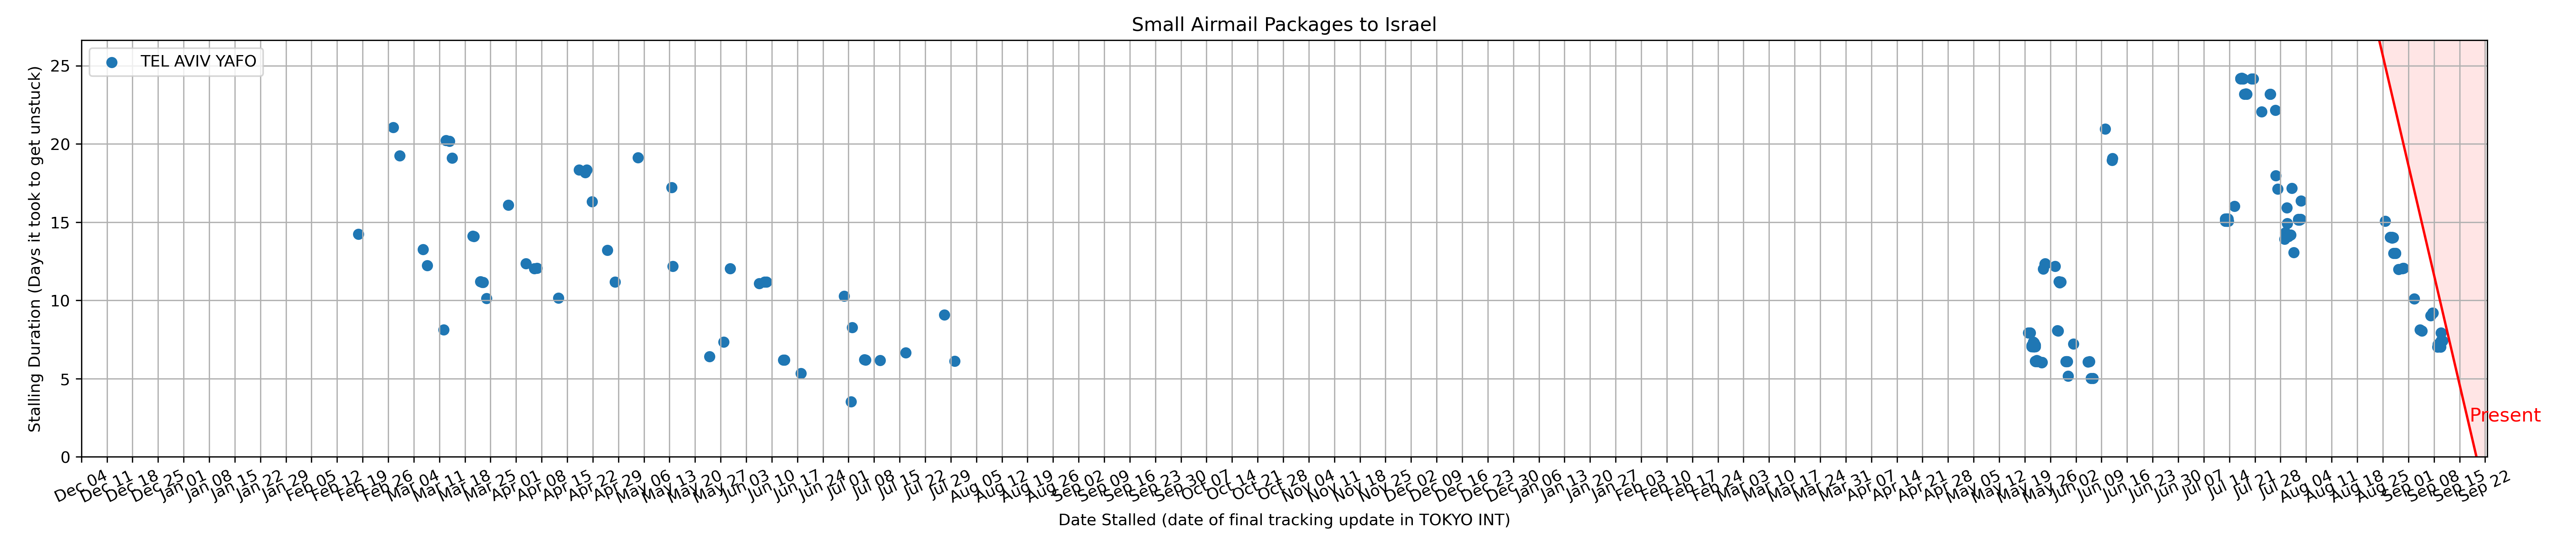 Small Airmail Packages to Israel
TEL AVIV YAFO
Stalling Duration (Days it took to get unstuck)
25
20
15
10
5
0
Present
Dec 04
Dec 11
Dec 18
Dec 25
Jan 01
Jan 08
Jan 15
Jan 22
Jan 29
Feb 05
Feb 12
Feb 19
Feb 26
Mar 04
Mar 11
Mar 18
Mar 25
Apr 01
Apr 08
Apr 15
Apr 22
Apr 29
May 06
May 13
May 20
May 27
Jun 03
Jun 10
Jun 17
Jun 24
Jul 01
Jul 08
Jul 15
Jul 22
Jul 29
Aug 05
Aug 12
Aug 19
Aug 26
Sep 02
Sep 09
Sep 16
Sep 23
Sep 30
Oct 07
Oct 14
Oct 21
Oct 28
Nov 04
Nov 11
Nov 18
Nov 25
Dec 02
Dec 09
Dec 16
Dec 23
Dec 30
Jan 06
Jan 13
Jan 20
Jan 27
Feb 03
Feb 10
Feb 17
Feb 24
Mar 03
Mar 10
Mar 17
Mar 24
Mar 31
Apr 07
Apr 14
Apr 21
Apr 28
May 05
May 12
May 19
May 26
Jun 02
Jun 09
Jun 16
Jun 23
Jun 30
Jul 07
Jul 14
Jul 21
Jul 28
Aug 04
Aug 11
Aug 18
Aug 25
Sep 01
Sep 08
Sep 15
Sep 22
Date Stalled (date of final tracking update in TOKYO INT)